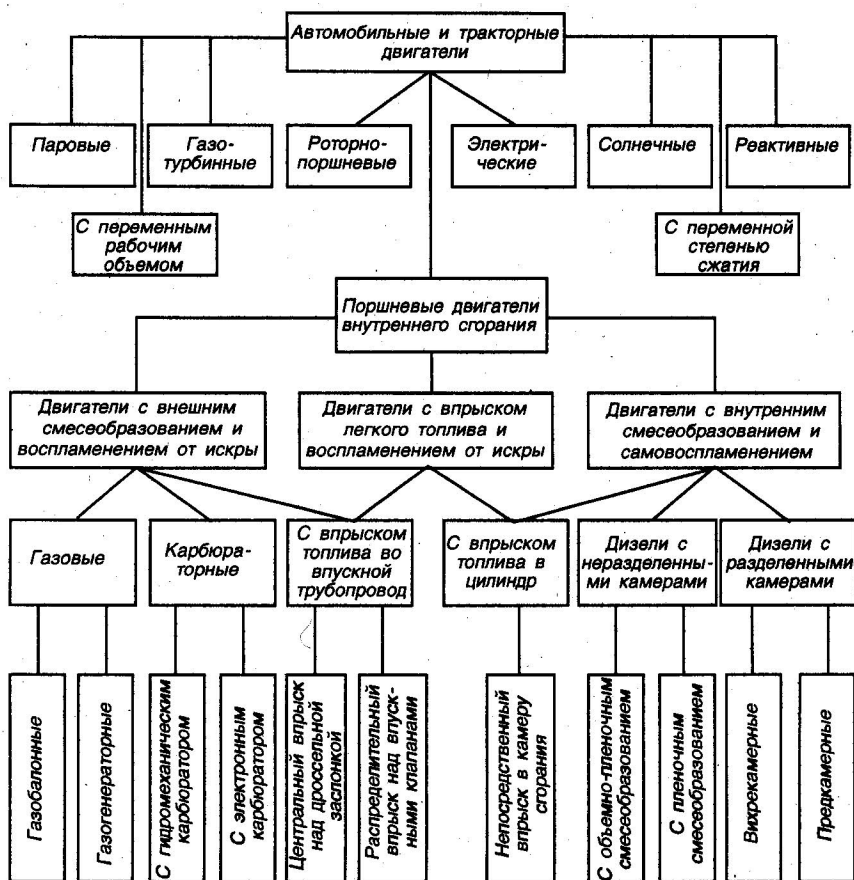 Автомобильные и тракторные
двигатели
Паровые
Газо-
турбинные
Роторно-
поршневые
Электри-
ческие
Солнечные
Реактивные
С переменным
рабочим
объемом
С переменной
степенью
сжатия
Поршневые двигатели
внутреннего сгорания
Двигатели с внешним
смесеобразованием и
воспламенением от искры
Двигатели с впрыском
легкого топлива и
воспламенением от искры
Двигатели с внутренним
смесеобразованием и
самовоспламенением
Газовые
Карбюра-
торные
С впрыском
топлива во
впускной
трубопровод
С впрыском
топлива в
цилиндр
Дизели с
неразделенны-
ми камерами
Дизели с
разделенными
камерами
Газобалонные
Газогенераторные
С гидромеханическим
карбюратором
С электронным
карбюратором
Центральный впрыск
над дроссельной
заслонкой
Распределительный
впрыск над впуск-
ными клапанами
Непосредственный
впрыск в камеру
сгорания
С объемно-пленочным
смесеобразованием
С пленочным
смесеобразованием
Вихрекамерные
Предкамерные